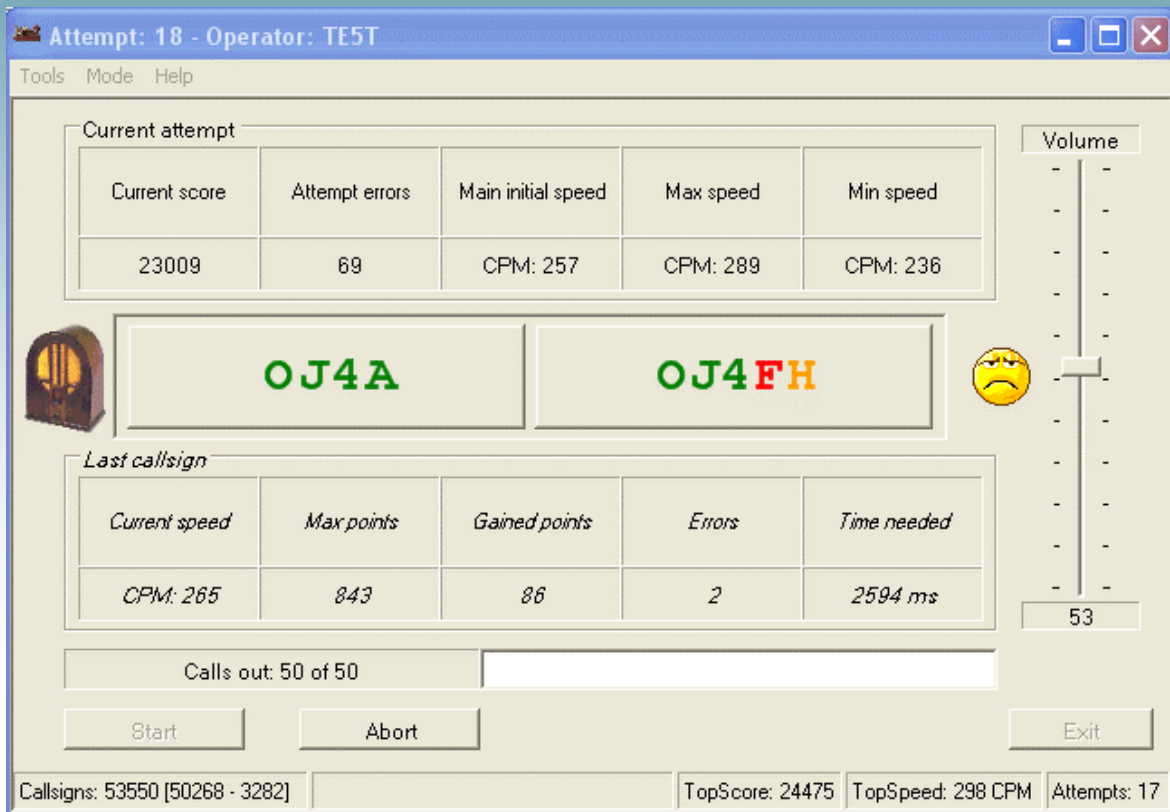 Attempt: 18 - Operator: TE5T
Tools Mode Help
Current attempt
Current score Attempt errors Main initial speed Max speed Min speed
23009 69 CPM: 257 CPM: 289 CPM: 236
Volume
OJ4A OJ4FH
Last callsign
Current speed Max points Gained points Errors Time needed
CPM: 265 843 86 2 2594 ms
53
Calls out: 50 of 50
Start Abort Exit
Callsigns: 53550 [50268 - 3282] TopScore: 24475 TopSpeed: 298 CPM Attempts: 17